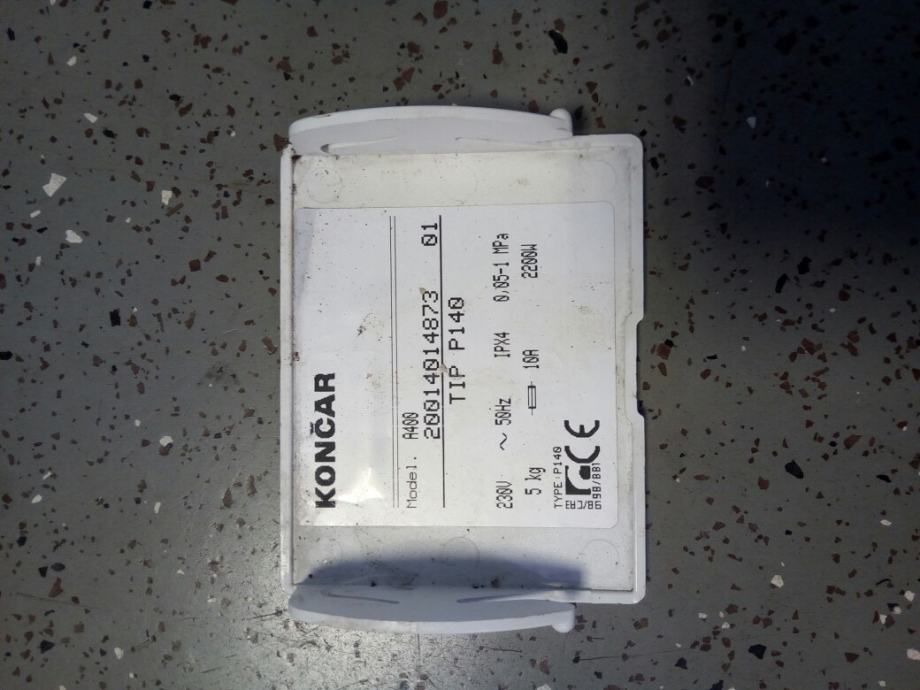 KONČAR
Model. A400
20014014873 01
TIP P140
230V ~ 50Hz IPX4 0,05-1 MPa
5 kg 10A 2200W
TYPE:P140
CE